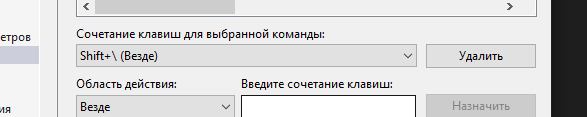 Сочетание клавиш для выбранной команды:
етров
Shift+\ (Везде)
Удалить
Область действия:
Введите сочетание клавиш:
ия
Везде
Назначить